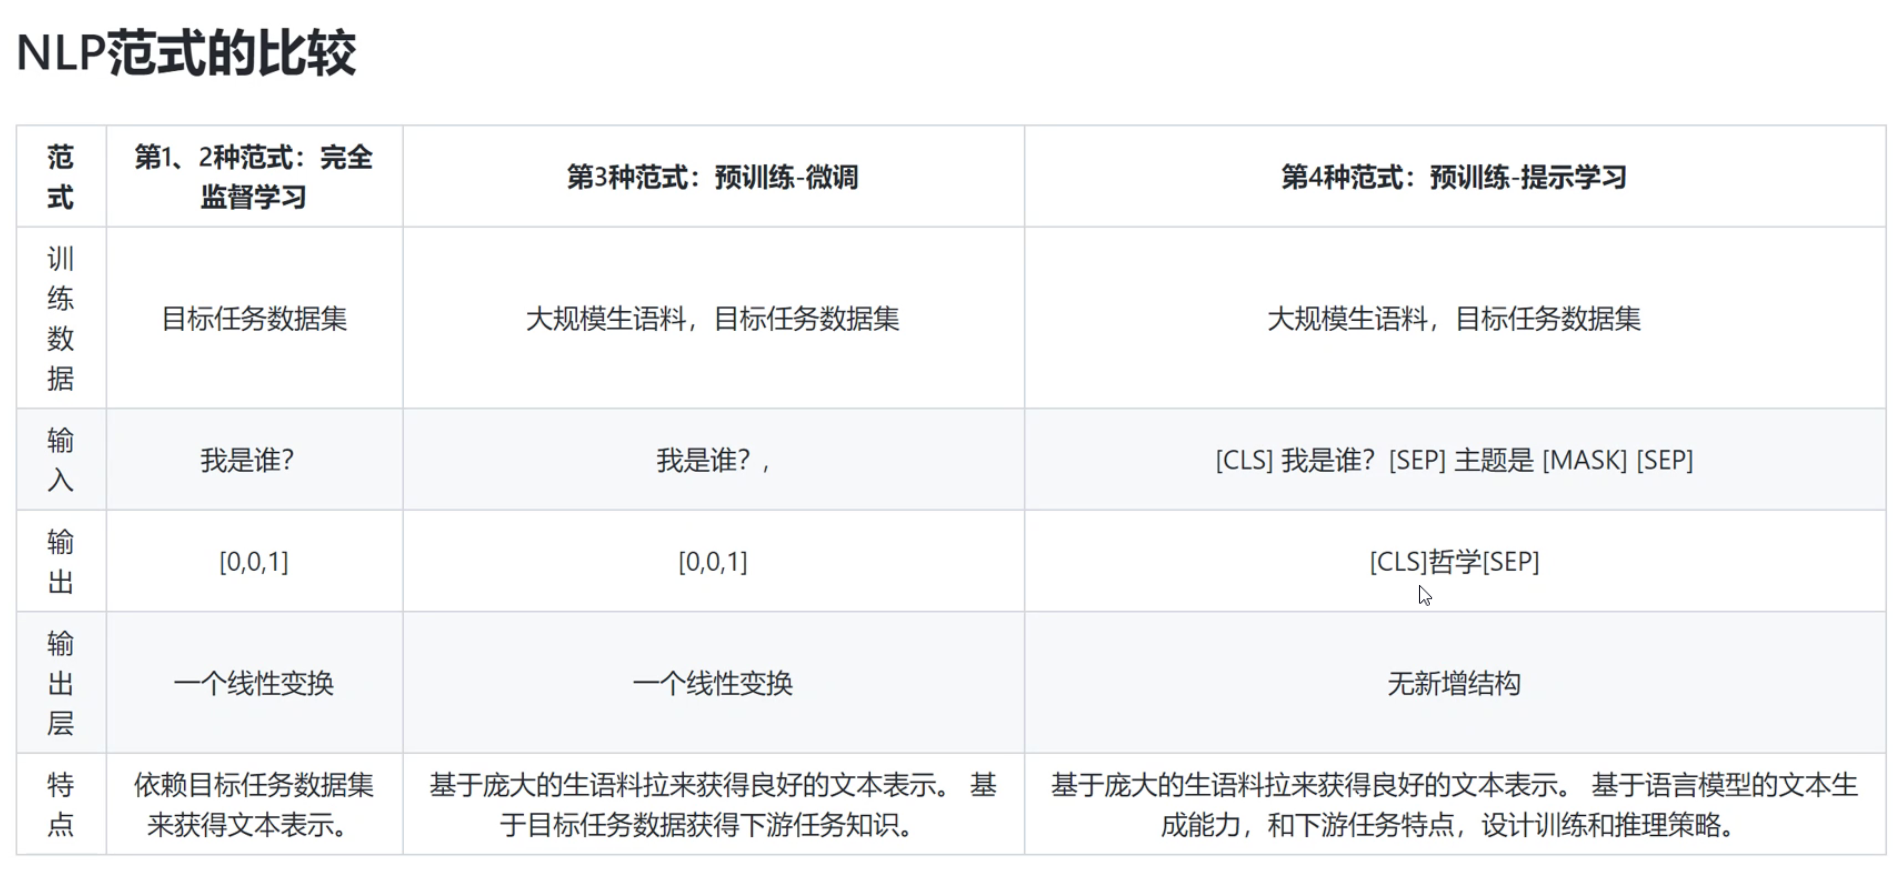 NLP范式的比较
范
式
第1、2种范式：完全
监督学习
第3种范式：预训练-微调
第4种范式：预训练-提示学习
训
练
数
据
目标任务数据集
大规模生语料，目标任务数据集
大规模生语料，目标任务数据集
输
入
我是谁？
我是谁？，
[CLS] 我是谁？[SEP] 主题是 [MASK] [SEP]
输
出
[0,0,1]
[0,0,1]
[CLS]哲学[SEP]
输
出
层
一个线性变换
一个线性变换
无新增结构
特
点
依赖目标任务数据集
来获得文本表示。
基于庞大的生语料拉来获得良好的文本表示。 基
于目标任务数据获得下游任务知识。
基于庞大的生语料拉来获得良好的文本表示。 基于语言模型的文本生
成能力，和下游任务特点，设计训练和推理策略。